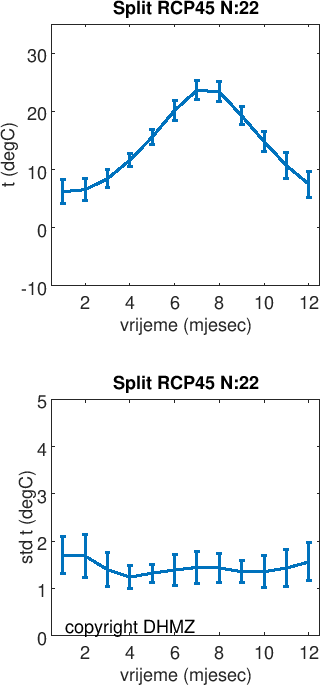 Split RCP45 N:22
30
20
10
0
-10
t (degC)
2 4 6 8 10 12
vrijeme (mjesec)
Split RCP45 N:22
5
4
3
2
1
0
std t (degC)
copyright DHMZ
2 4 6 8 10 12
vrijeme (mjesec)